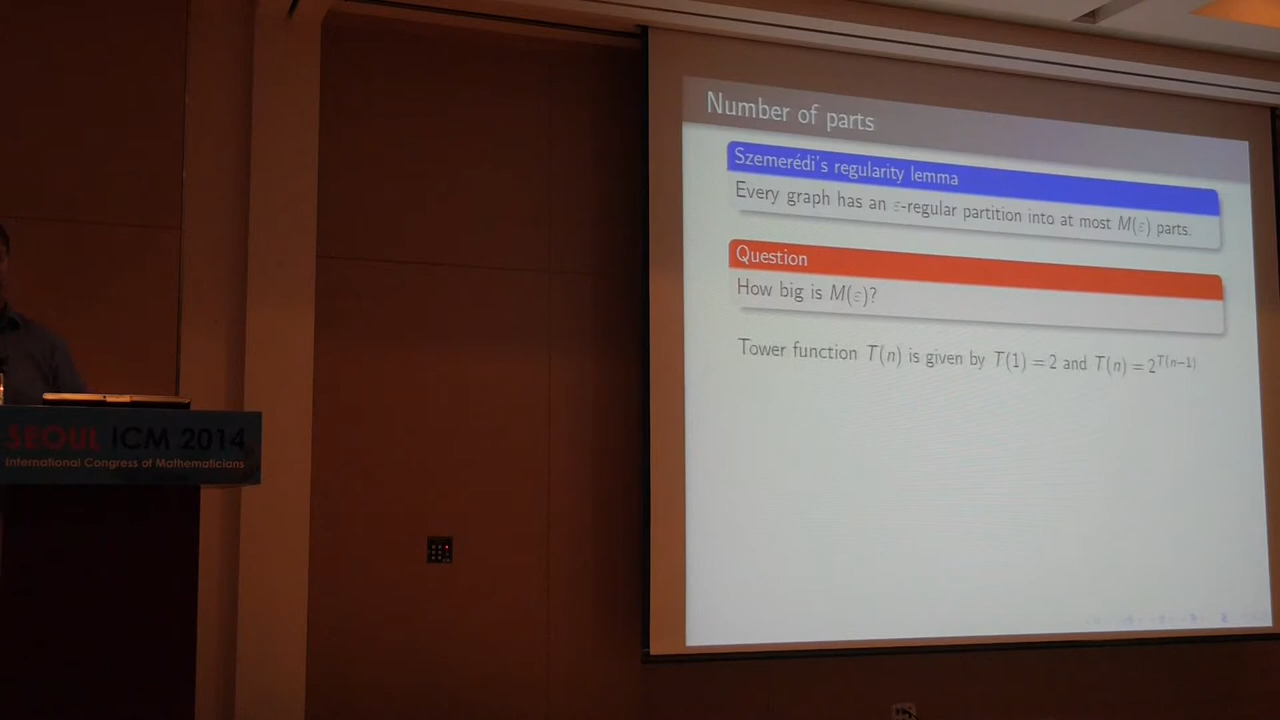 Number of parts
Szemerédi's regularity lemma
Every graph has an ε-regular partition into at most M(ε) parts.
Question
How big is M(ε)?
Tower function T(n) is given by T(1) = 2 and T(n) = 2^{T(n−1)}
SEOUL ICM 2014
International Congress of Mathematicians